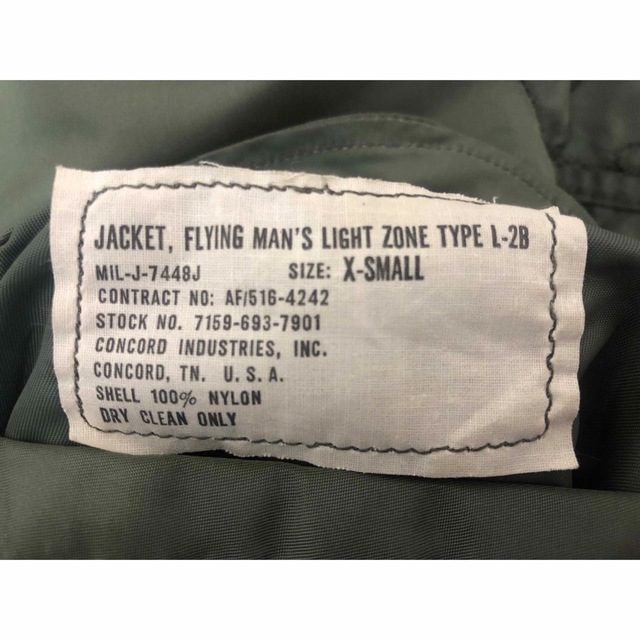 JACKET, FLYING MAN'S LIGHT ZONE TYPE L-2B
MIL-J-7448J SIZE: X-SMALL
CONTRACT NO: AF/516-4242
STOCK NO. 7159-693-7901
CONCORD INDUSTRIES, INC.
CONCORD, TN. U. S. A.
SHELL 100% NYLON
DRY CLEAN ONLY